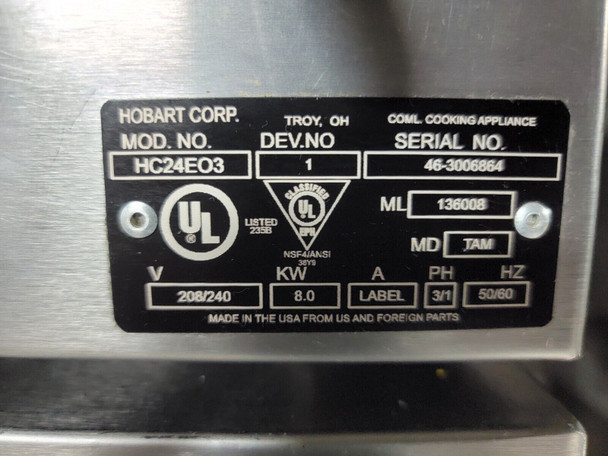 HOBART CORP. TROY, OH COML. COOKING APPLIANCE
MOD. NO. DEV.NO SERIAL NO.
HC24EO3 1 46-3006864
UL ® LISTED 235B
CLASSIFIED UL EPH
NSF4/ANSI
38Y9
ML 136008
MD TAM
V KW A PH HZ
208/240 8.0 LABEL 3/1 50/60
MADE IN THE USA FROM US AND FOREIGN PARTS